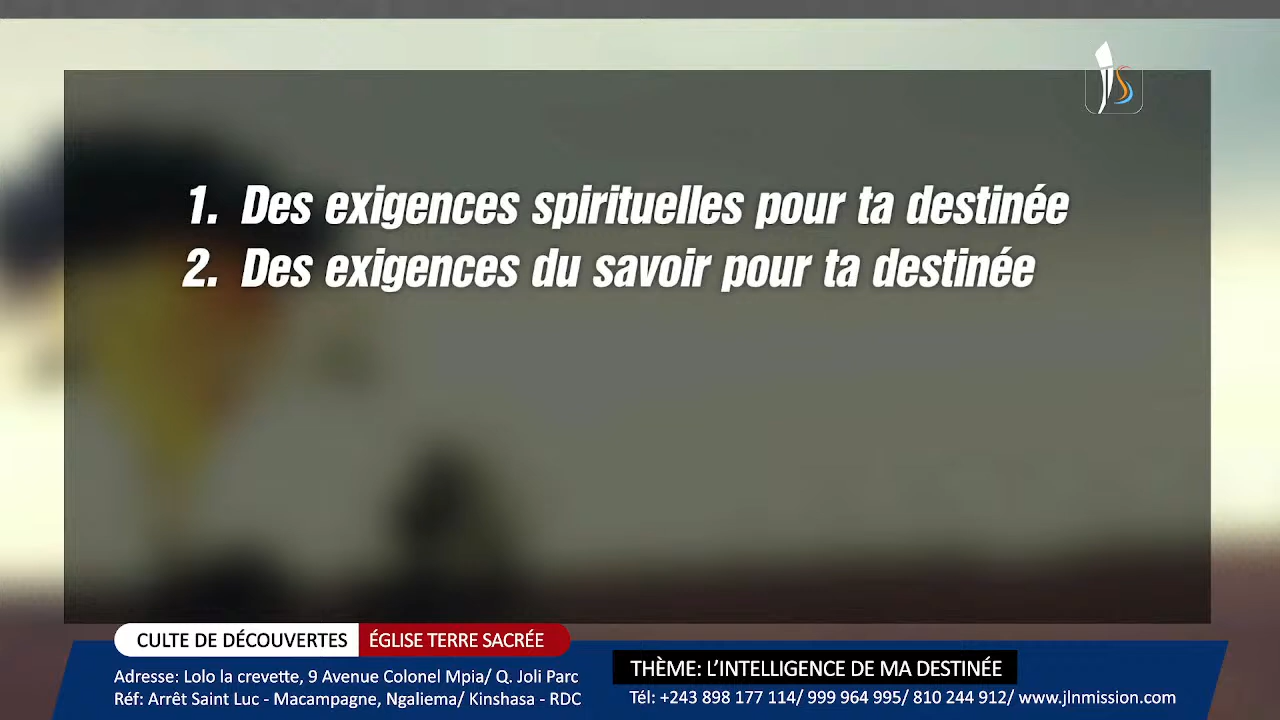 1. Des exigences spirituelles pour ta destinée
2. Des exigences du savoir pour ta destinée
CULTE DE DÉCOUVERTES ÉGLISE TERRE SACRÉE
Adresse: Lolo la crevette, 9 Avenue Colonel Mpia/ Q. Joli Parc
Réf: Arrêt Saint Luc - Macampagne, Ngaliema/ Kinshasa - RDC
THÈME: L'INTELLIGENCE DE MA DESTINÉE
Tél: +243 898 177 114/ 999 964 995/ 810 244 912/ www.jlnmission.com